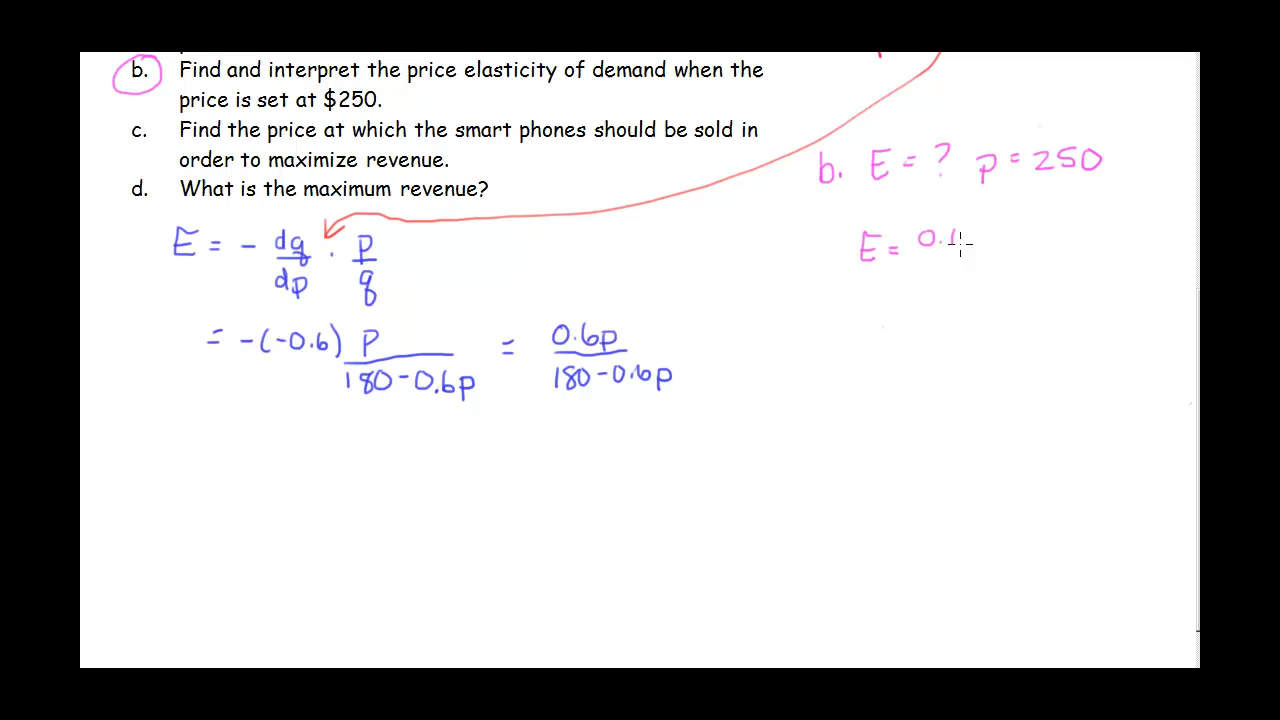 b. Find and interpret the price elasticity of demand when the
price is set at $250.
c. Find the price at which the smart phones should be sold in
order to maximize revenue.
d. What is the maximum revenue?
b. E = ? p = 250
E = - dq/dp · p/q
E = 0.
= -(-0.6) p/180-0.6p = 0.6p/180-0.6p